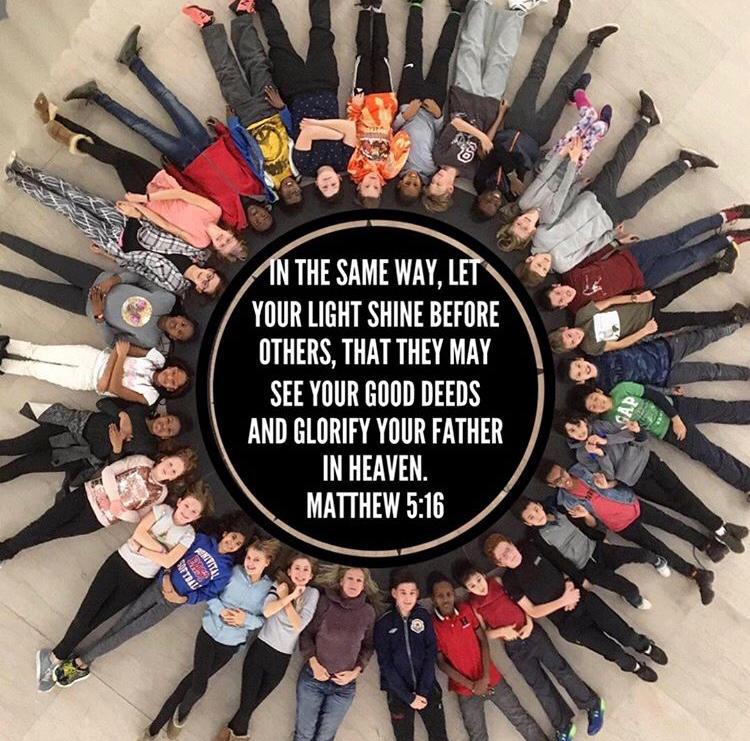 IN THE SAME WAY, LET
YOUR LIGHT SHINE BEFORE
OTHERS, THAT THEY MAY
SEE YOUR GOOD DEEDS
AND GLORIFY YOUR FATHER
IN HEAVEN.
MATTHEW 5:16
GAP